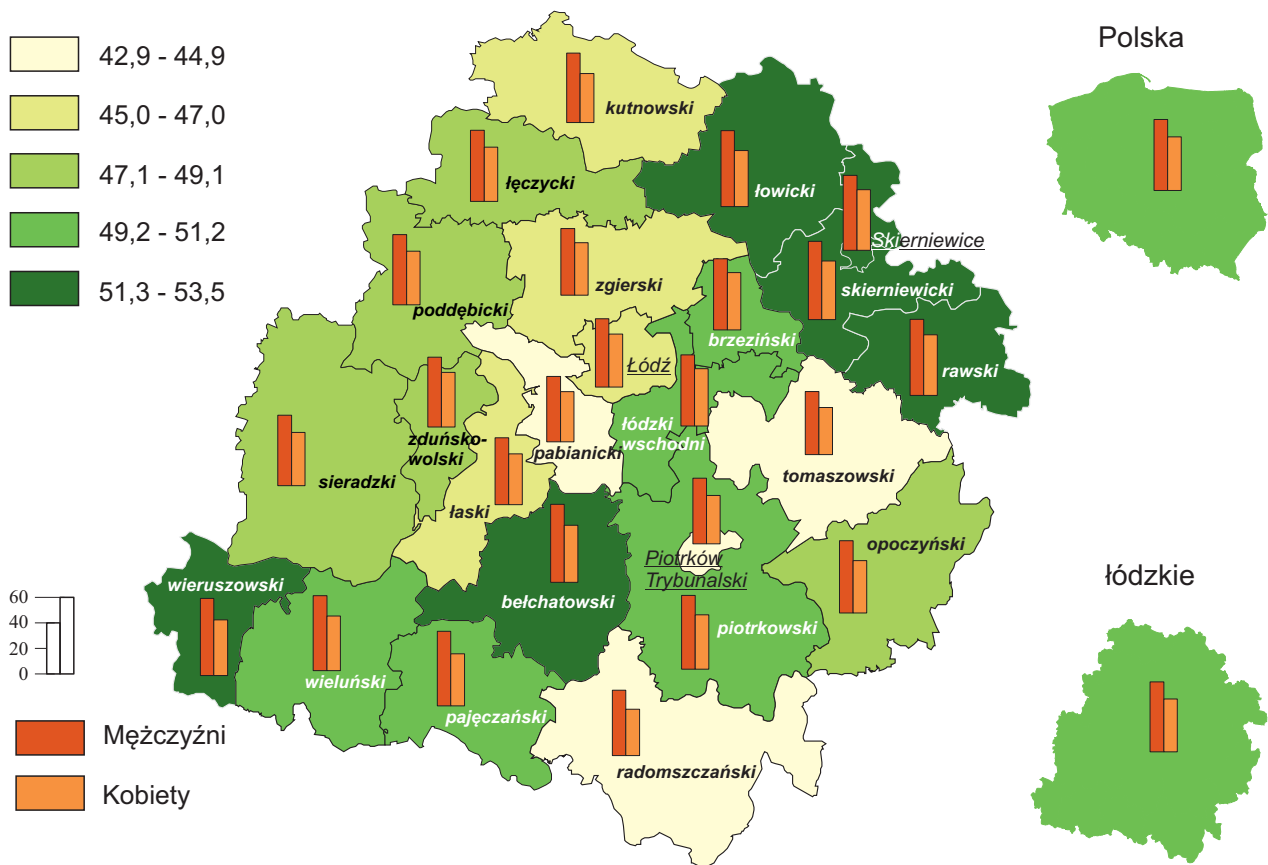 42,9 - 44,9
45,0 - 47,0
47,1 - 49,1
49,2 - 51,2
51,3 - 53,5
Polska
kutnowski
łęczycki
łowicki
Skierniewice
zgierski
skierniewicki
poddębicki
brzeziński
Łódź
rawski
łódzki
wschodni
zduńsko-
wolski
pabianicki
sieradzki
tomaszowski
łaski
opoczyński
Piotrków
Trybunalski
wieruszowski
bełchatowski
łódzkie
piotrkowski
60
40
20
0
wieluński
pajęczański
radomszczański
Mężczyźni
Kobiety